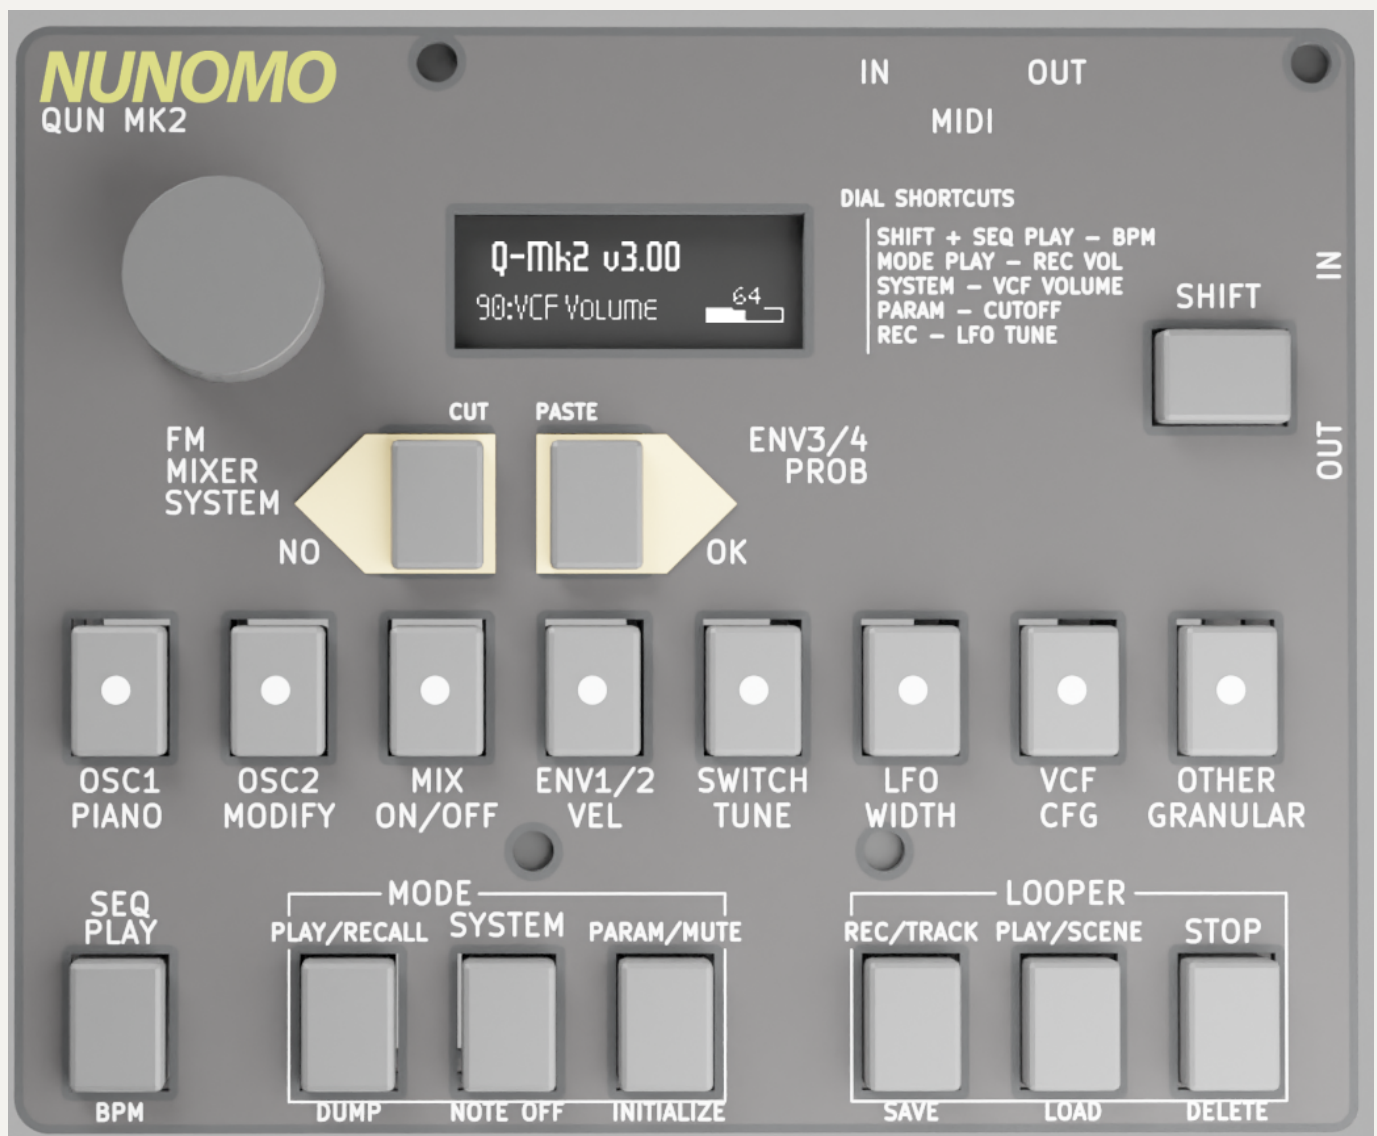 NUNOMO
QUN MK2
IN
OUT
MIDI
DIAL SHORTCUTS
SHIFT + SEQ PLAY – BPM
MODE PLAY – REC VOL
SYSTEM – VCF VOLUME
PARAM – CUTOFF
REC – LFO TUNE
Q-Mk2 v3.00
90:VCF Volume
64
IN
SHIFT
OUT
CUT
PASTE
FM
MIXER
SYSTEM
NO
ENV3/4
PROB
OK
OSC1
PIANO
OSC2
MODIFY
MIX
ON/OFF
ENV1/2
VEL
SWITCH
TUNE
LFO
WIDTH
VCF
CFG
OTHER
GRANULAR
SEQ
PLAY
BPM
MODE
PLAY/RECALL
SYSTEM
PARAM/MUTE
DUMP
NOTE OFF
INITIALIZE
LOOPER
REC/TRACK
PLAY/SCENE
STOP
SAVE
LOAD
DELETE